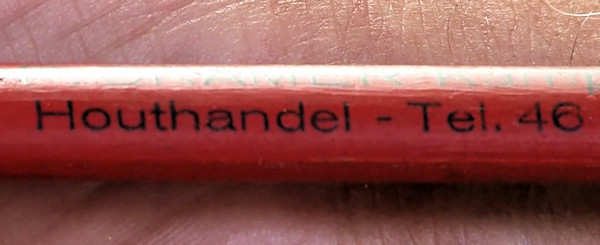 Houthandel - Tel. 46